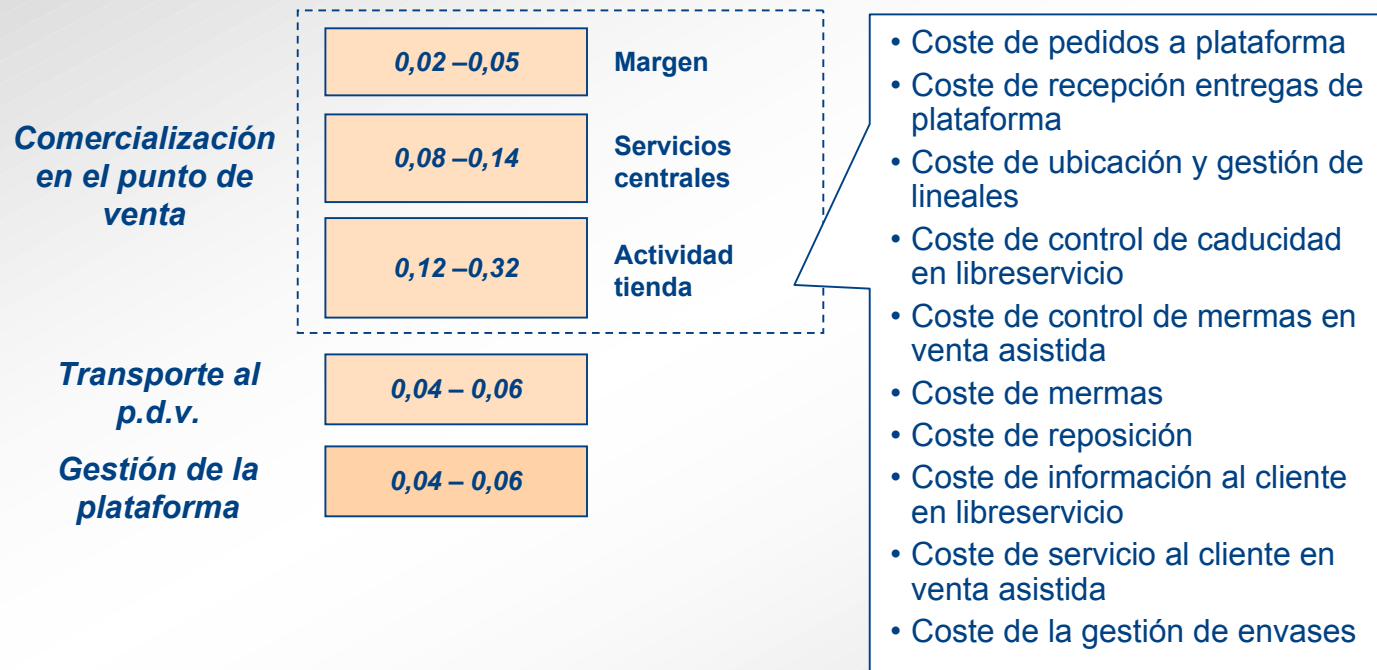 Comercialización
en el punto de
venta
0,02 –0,05
Margen
0,08 –0,14
Servicios
centrales
0,12 –0,32
Actividad
tienda
Transporte al
p.d.v.
0,04 – 0,06
Gestión de la
plataforma
0,04 – 0,06
• Coste de pedidos a plataforma
• Coste de recepción entregas de
plataforma
• Coste de ubicación y gestión de
lineales
• Coste de control de caducidad
en libreservicio
• Coste de control de mermas en
venta asistida
• Coste de mermas
• Coste de reposición
• Coste de información al cliente
en libreservicio
• Coste de servicio al cliente en
venta asistida
• Coste de la gestión de envases